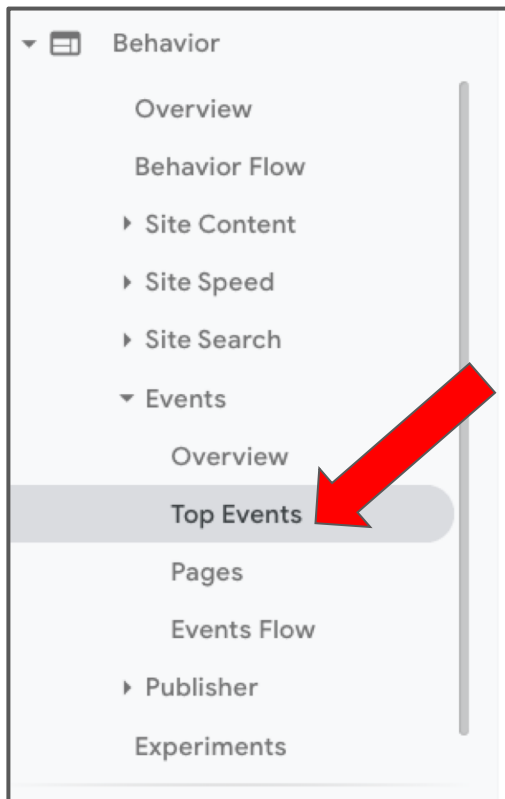 Behavior
Overview
Behavior Flow
Site Content
Site Speed
Site Search
Events
Overview
Top Events
Pages
Events Flow
Publisher
Experiments